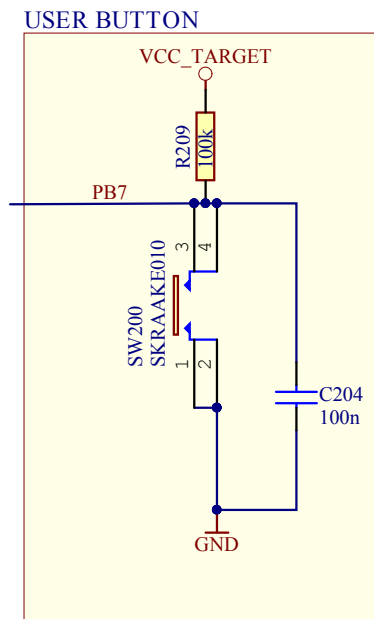 USER BUTTON
VCC_TARGET
R209
100k
PB7
3
4
SW200
SKRAAKE010
1
2
C204
100n
GND